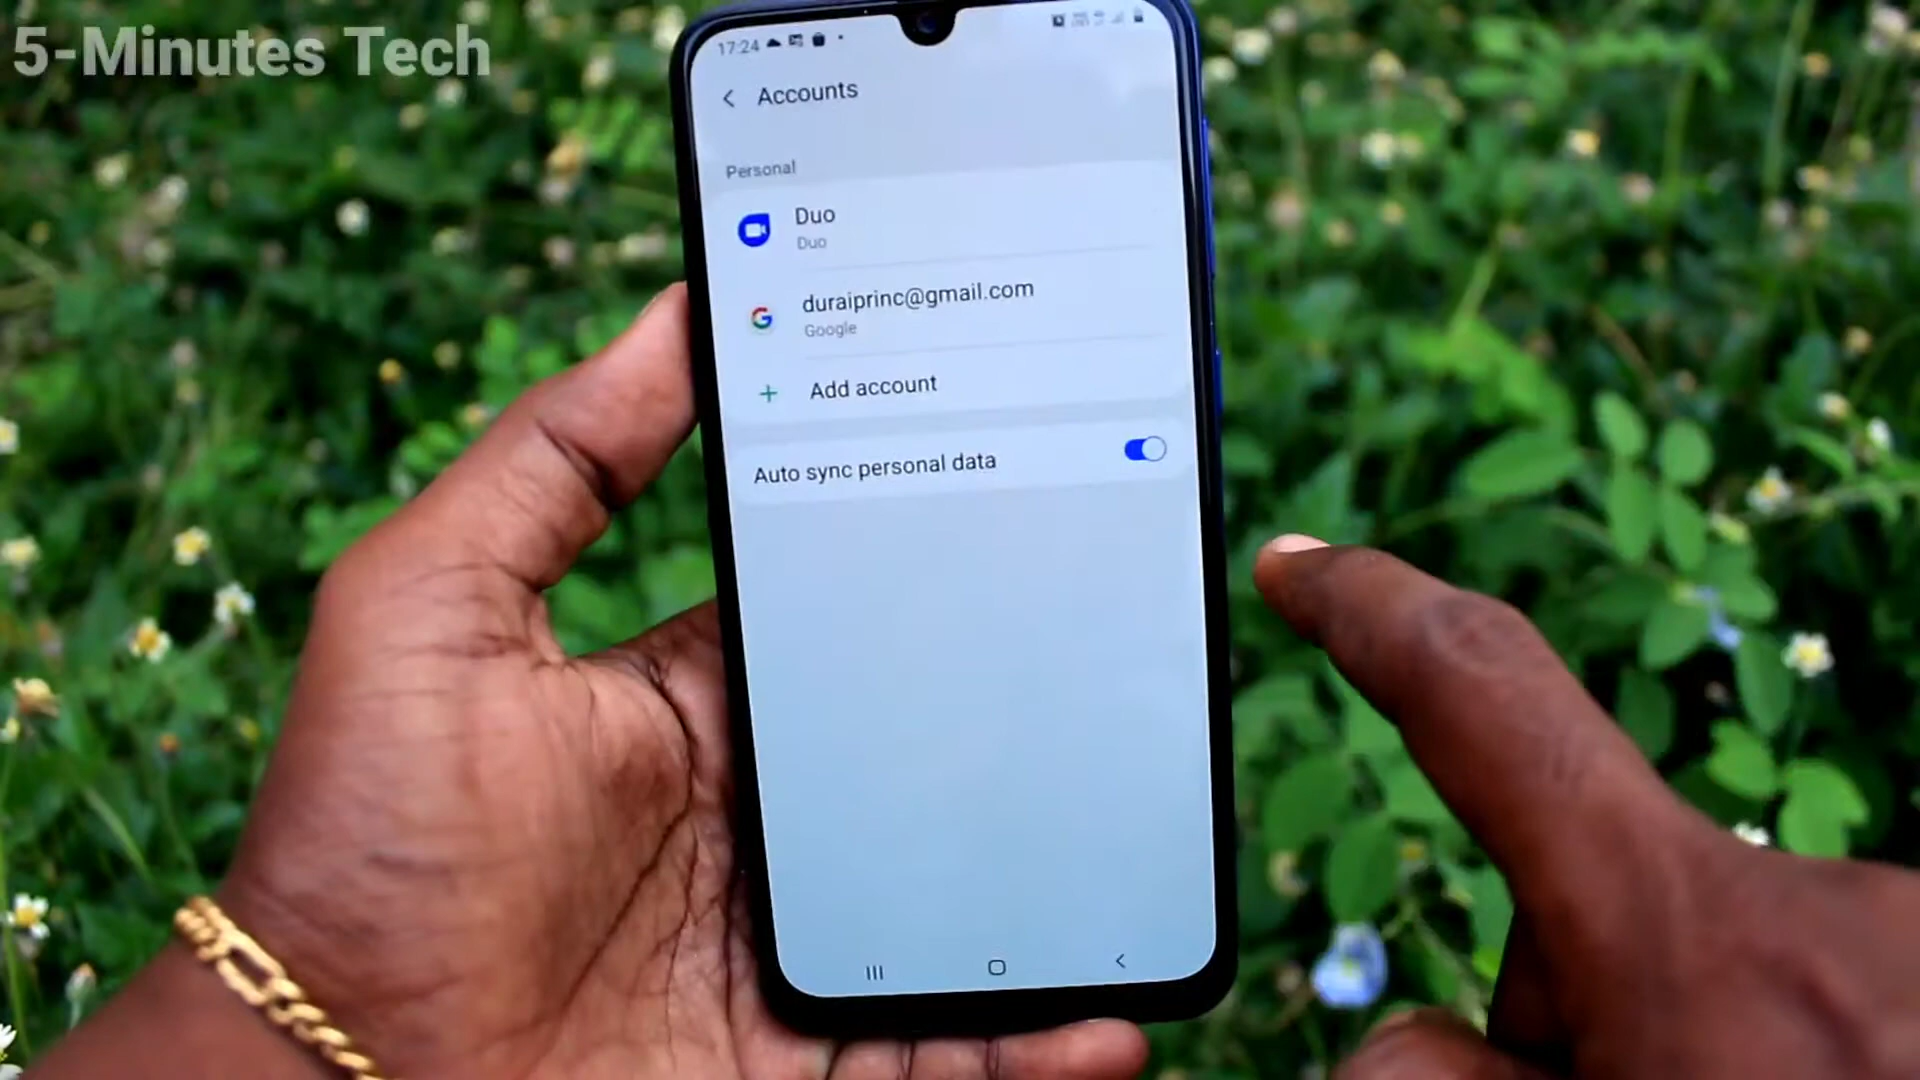 5-Minutes Tech
17:24
Accounts
Personal
Duo
Duo
duraiprinc@gmail.com
Google
Add account
Auto sync personal data